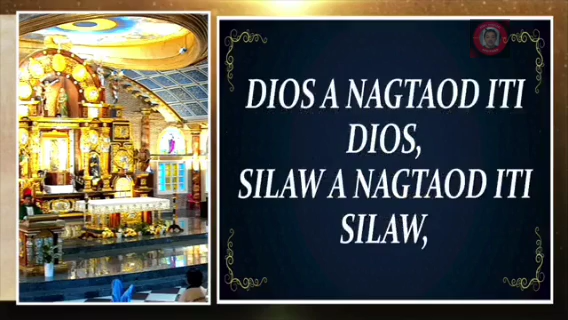 DIOS A NAGTAOD ITI
DIOS,
SILAW A NAGTAOD ITI
SILAW,